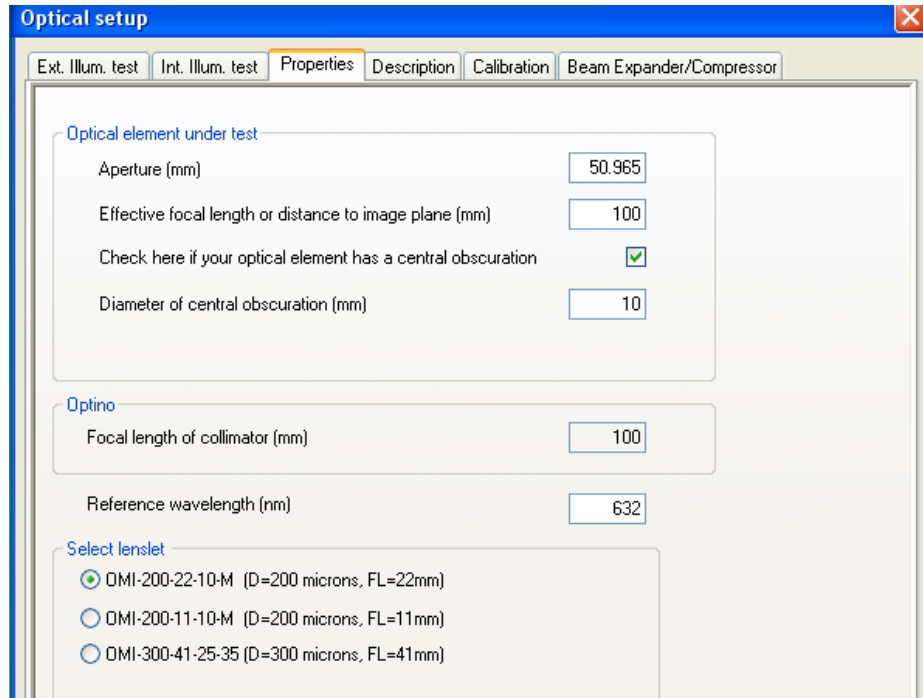 Optical setup
Ext. Illum. test Int. Illum. test Properties Description Calibration Beam Expander/Compressor
Optical element under test
Aperture (mm) 50.965
Effective focal length or distance to image plane (mm) 100
Check here if your optical element has a central obscuration
Diameter of central obscuration (mm) 10
Optino
Focal length of collimator (mm) 100
Reference wavelength (nm) 632
Select lenslet
OMI-200-22-10-M (D=200 microns, FL=22mm)
OMI-200-11-10-M (D=200 microns, FL=11mm)
OMI-300-41-25-35 (D=300 microns, FL=41mm)